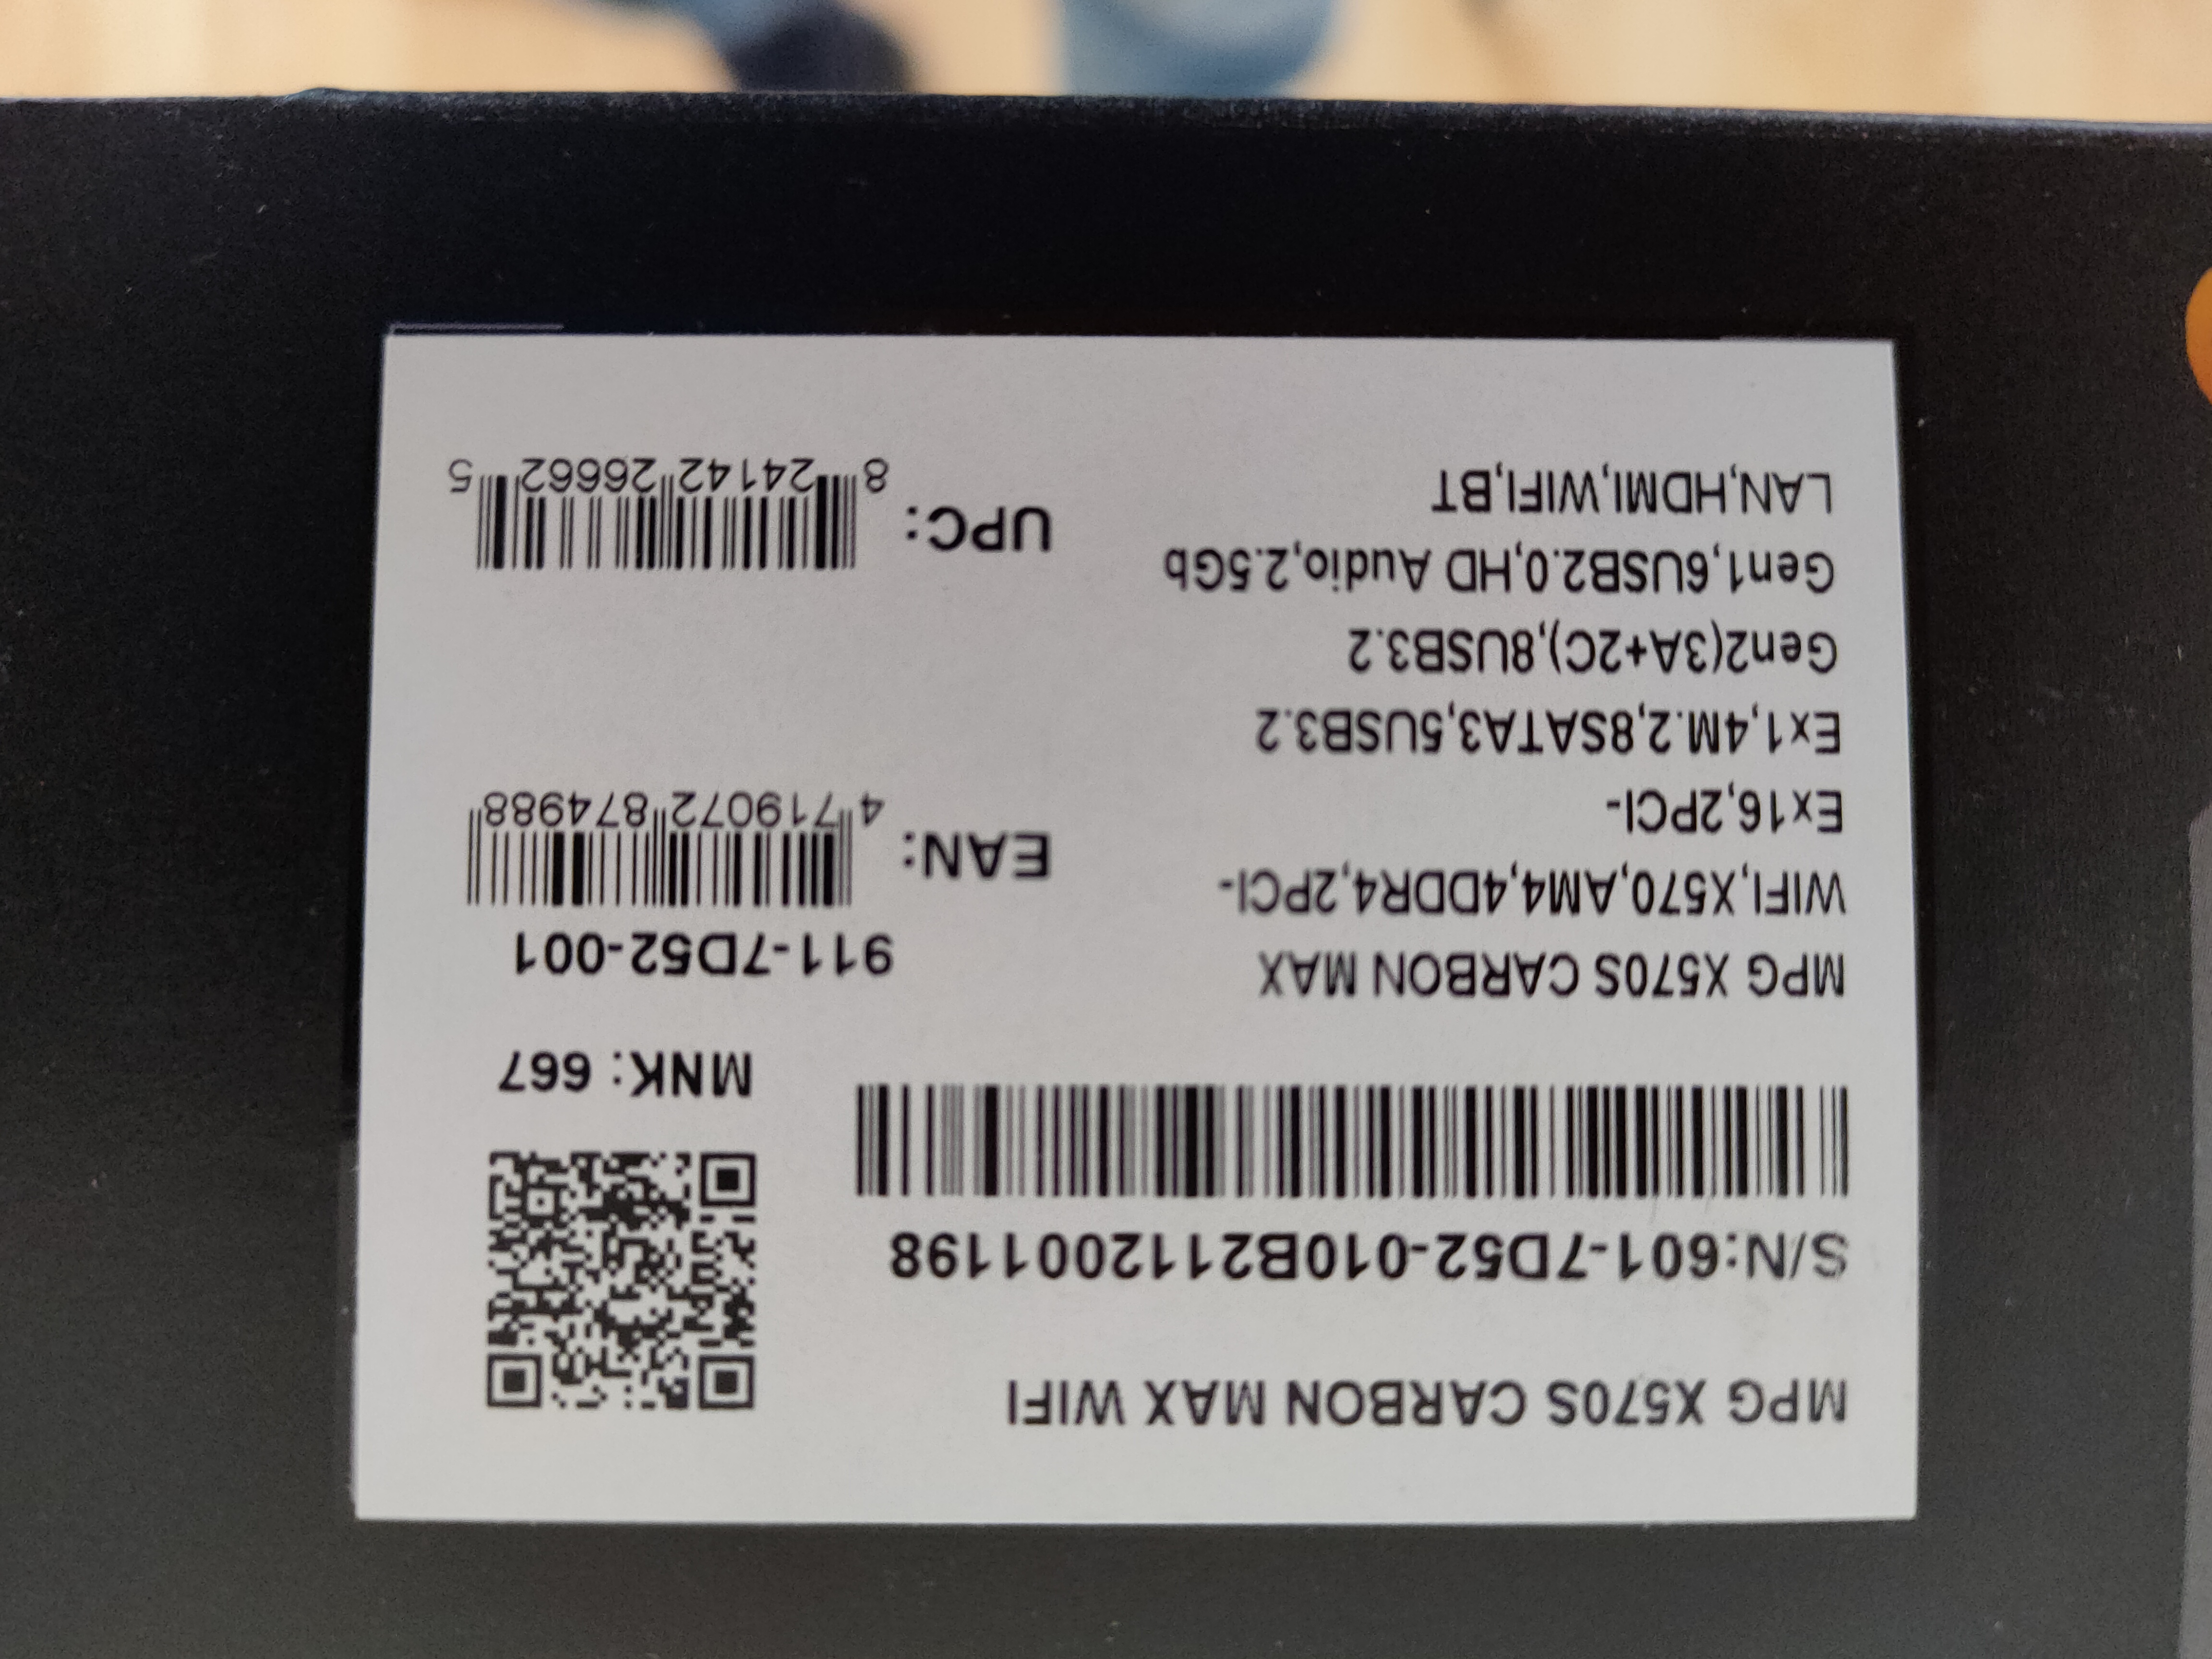 MPG X570S CARBON MAX WIFI
S/N:601-7D52-010B2112001198
MNK: 667
MPG X570S CARBON MAX
WIFI,X570,AM4,4DDR4,2PCI-
Ex16,2PCI-
Ex1,4M.2,8SATA3,5USB3.2
Gen2(3A+2C),8USB3.2
Gen1,6USB2.0,HD Audio,2.5Gb
LAN,HDMI,WIFI,BT
911-7D52-001
EAN:
4 719072 874988
UPC:
8 24142 26662 5